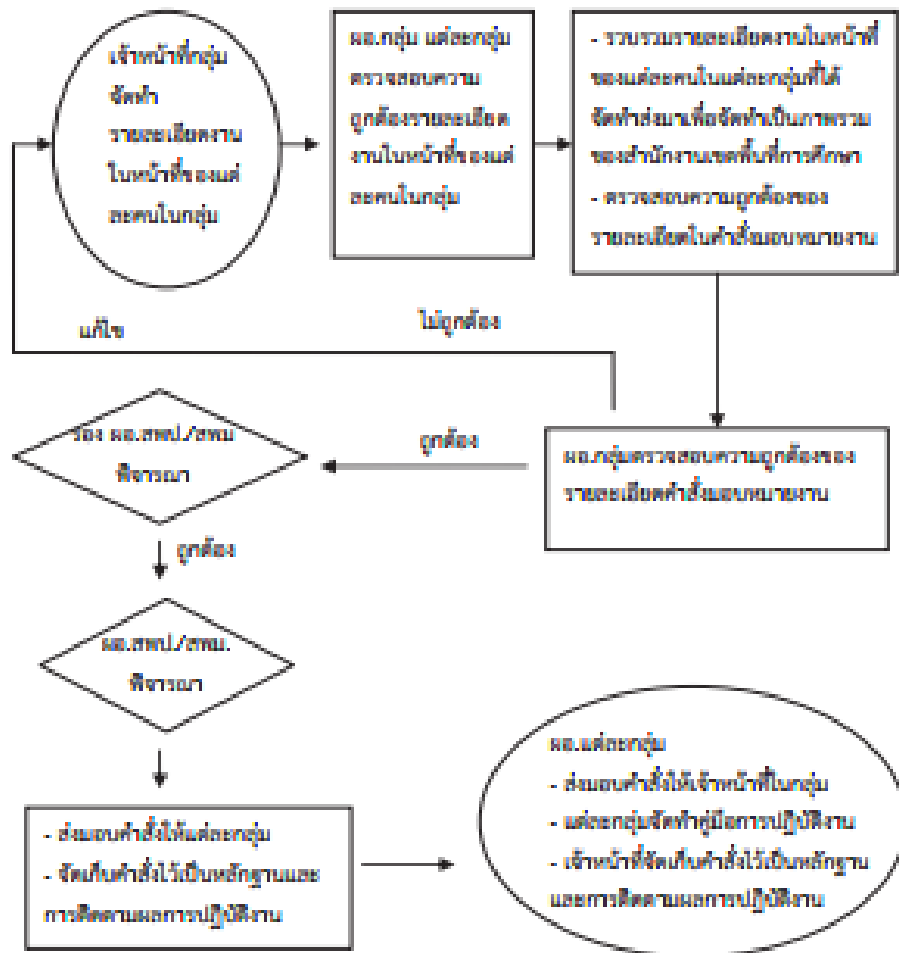 เจ้าหน้าที่กลุ่ม
จัดทำ
รายละเอียดงาน
ในหน้าที่ของแต่
ละคนในกลุ่ม
ผอ.กลุ่ม แต่ละกลุ่ม
ตรวจสอบความ
ถูกต้องรายละเอียด
งานในหน้าที่ของแต่
ละคนในกลุ่ม
- รวบรวมรายละเอียดงานในหน้าที่
ของแต่ละคนในแต่ละกลุ่มที่ได้
จัดทำส่งมาเพื่อจัดทำเป็นภาพรวม
ของสำนักงานเขตพื้นที่การศึกษา
- ตรวจสอบความถูกต้องของ
รายละเอียดในคำสั่งมอบหมายงาน
แก้ไข
ไม่ถูกต้อง
รอง ผอ.สพป./สพม
พิจารณา
ถูกต้อง
ผอ.กลุ่มตรวจสอบความถูกต้องของ
รายละเอียดคำสั่งมอบหมายงาน
ถูกต้อง
ผอ.สพป./สพม.
พิจารณา
- ส่งมอบคำสั่งให้แต่ละกลุ่ม
- จัดเก็บคำสั่งไว้เป็นหลักฐานและ
การติดตามผลการปฏิบัติงาน
ผอ.แต่ละกลุ่ม
- ส่งมอบคำสั่งให้เจ้าหน้าที่ในกลุ่ม
- แต่ละกลุ่มจัดทำคู่มือการปฏิบัติงาน
- เจ้าหน้าที่จัดเก็บคำสั่งไว้เป็นหลักฐาน
และการติดตามผลการปฏิบัติงาน